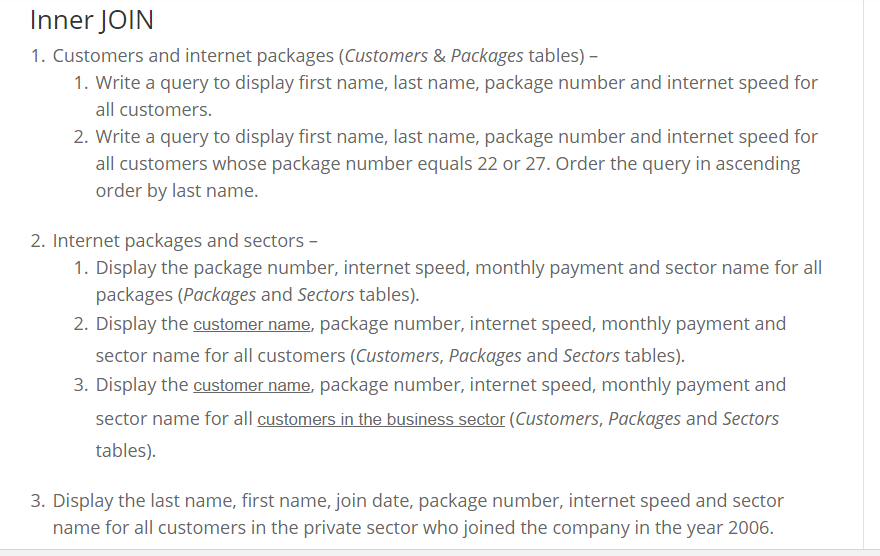 Inner JOIN
1. Customers and internet packages (Customers & Packages tables) –
1. Write a query to display first name, last name, package number and internet speed for
all customers.
2. Write a query to display first name, last name, package number and internet speed for
all customers whose package number equals 22 or 27. Order the query in ascending
order by last name.
2. Internet packages and sectors –
1. Display the package number, internet speed, monthly payment and sector name for all
packages (Packages and Sectors tables).
2. Display the customer name, package number, internet speed, monthly payment and
sector name for all customers (Customers, Packages and Sectors tables).
3. Display the customer name, package number, internet speed, monthly payment and
sector name for all customers in the business sector (Customers, Packages and Sectors
tables).
3. Display the last name, first name, join date, package number, internet speed and sector
name for all customers in the private sector who joined the company in the year 2006.